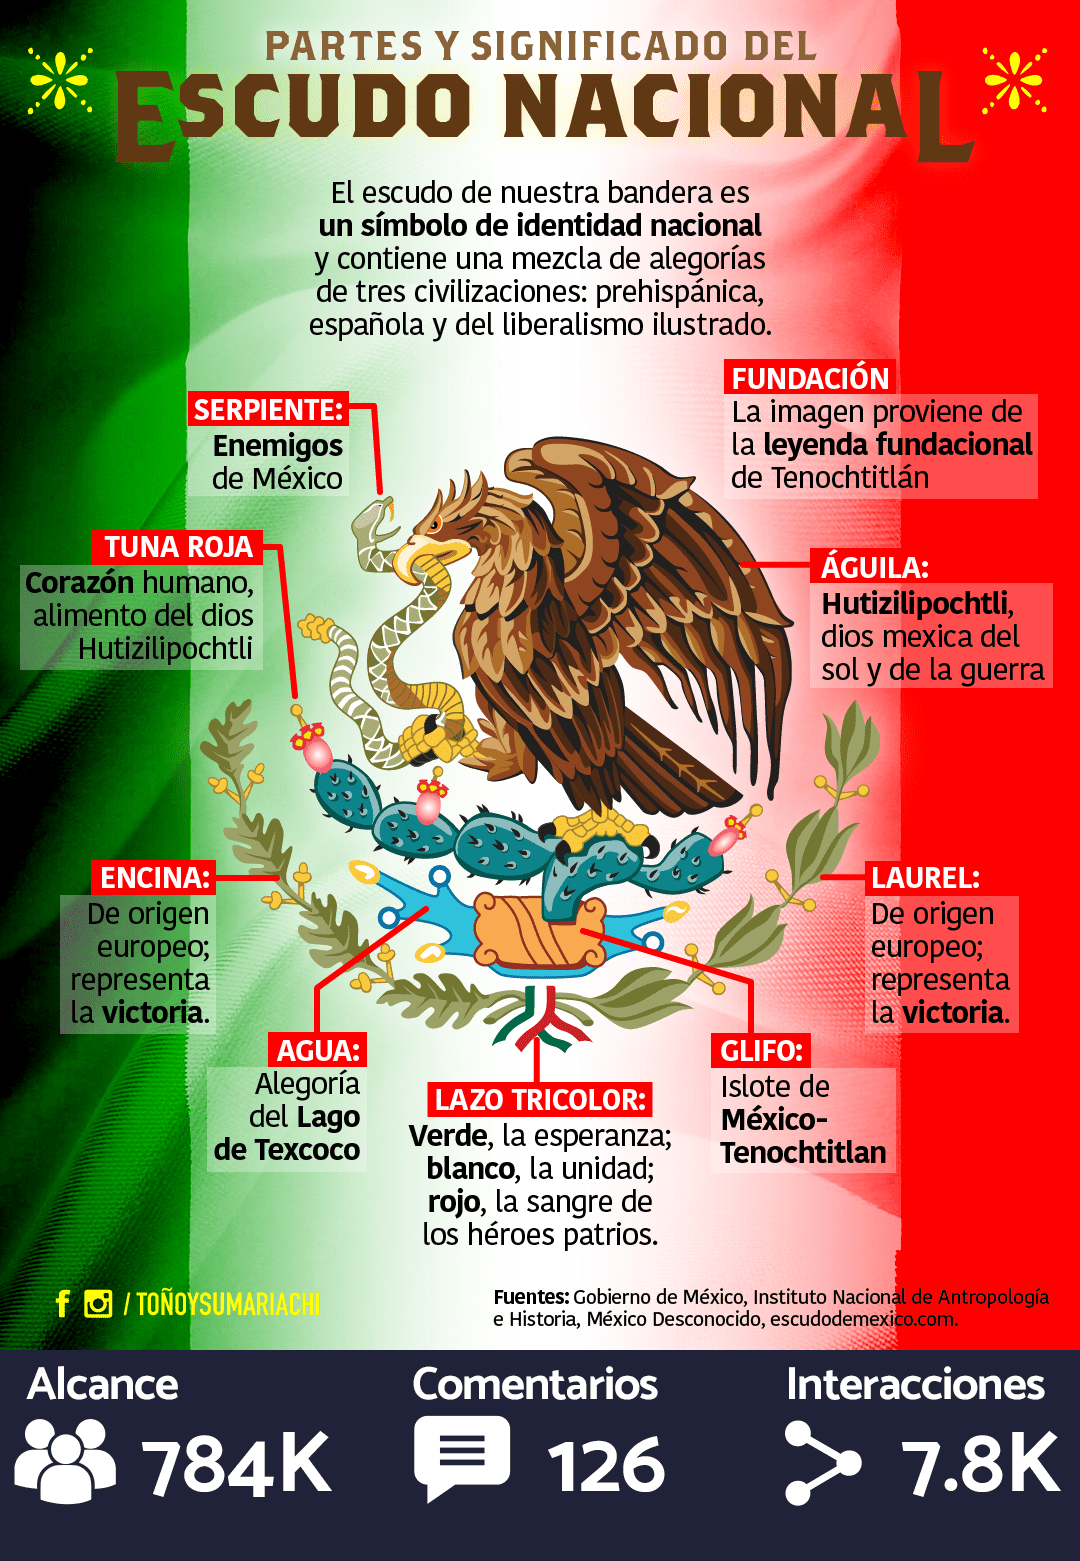 PARTES Y SIGNIFICADO DEL
ESCUDO NACIONAL
El escudo de nuestra bandera es
un símbolo de identidad nacional
y contiene una mezcla de alegorías
de tres civilizaciones: prehispánica,
española y del liberalismo ilustrado.
SERPIENTE:
Enemigos
de México
FUNDACIÓN
La imagen proviene de
la leyenda fundacional
de Tenochtitlán
TUNA ROJA
Corazón humano,
alimento del dios
Hutizilipochtli
ÁGUILA:
Hutizilipochtli,
dios mexica del
sol y de la guerra
ENCINA:
De origen
europeo;
representa
la victoria.
LAUREL:
De origen
europeo;
representa
la victoria.
AGUA:
Alegoría
del Lago
de Texcoco
LAZO TRICOLOR:
Verde, la esperanza;
blanco, la unidad;
rojo, la sangre de
los héroes patrios.
GLIFO:
Islote de
México-
Tenochtitlan
/ TOÑOYSUMARIACHI
Fuentes: Gobierno de México, Instituto Nacional de Antropología
e Historia, México Desconocido, escudodemexico.com.
Alcance
784K
Comentarios
126
Interacciones
7.8K